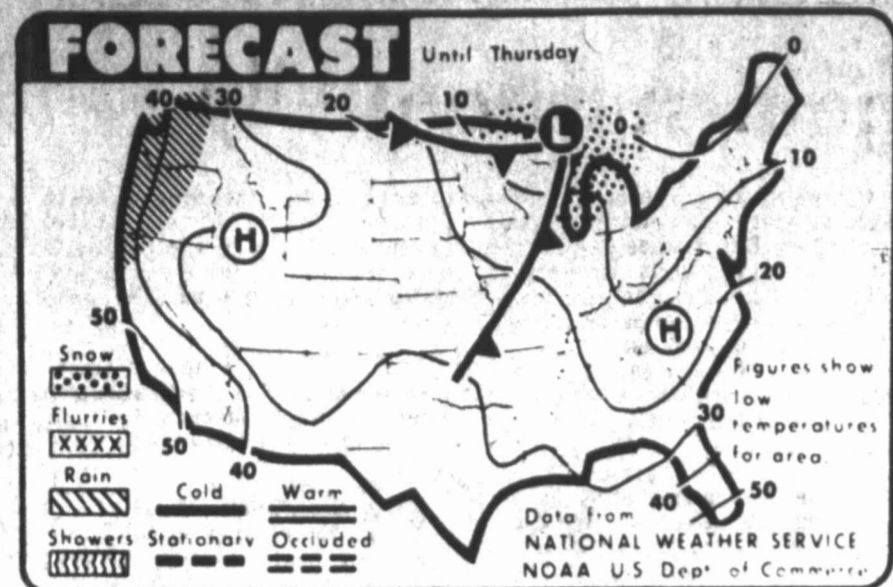 FORECAST Until Thursday
0
40 30 20 10
L 0
10
H
20
H
50
Snow
Figures show
low
temperatures
for area.
Flurries
XXXX
30
50
40
Rain
Cold Warm
40 50
Showers Stationary Occluded
Data from
NATIONAL WEATHER SERVICE
NOAA U.S. Dept of Commerce